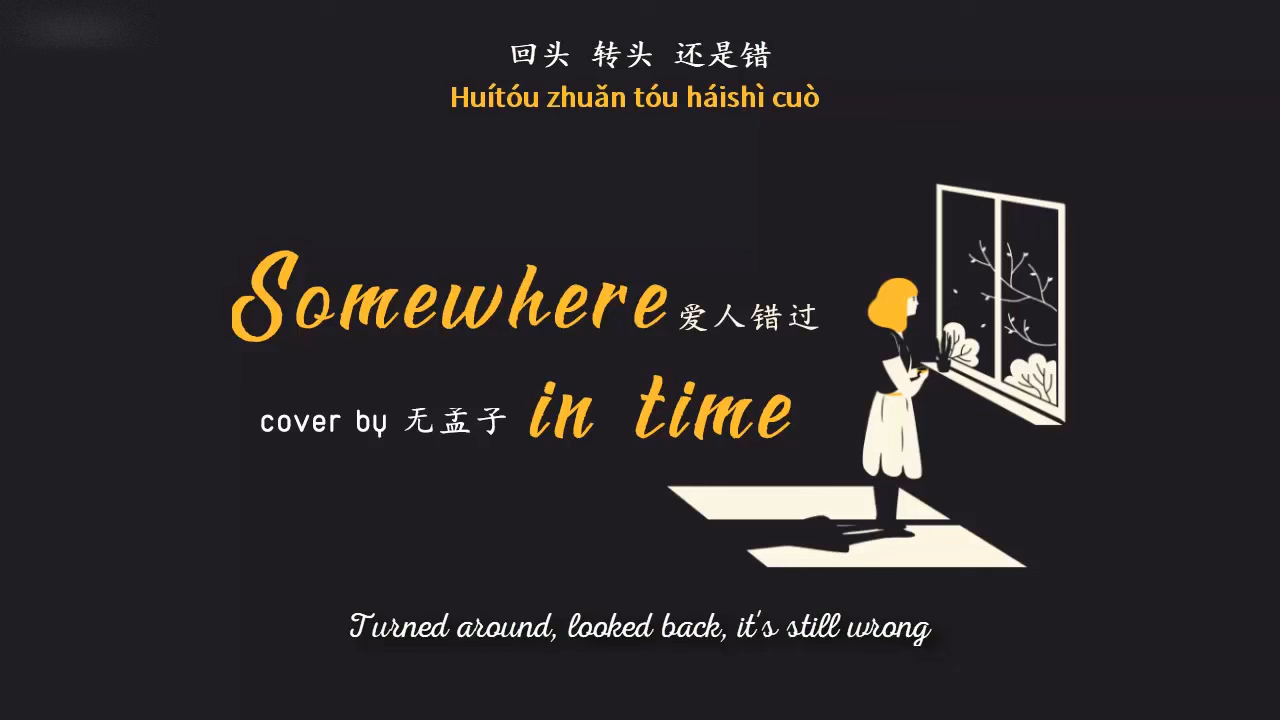 回头 转头 还是错
Huítóu zhuǎn tóu háishì cuò
Somewhere 爱人错过
cover by 无孟子 in time
Turned around, looked back, it's still wrong